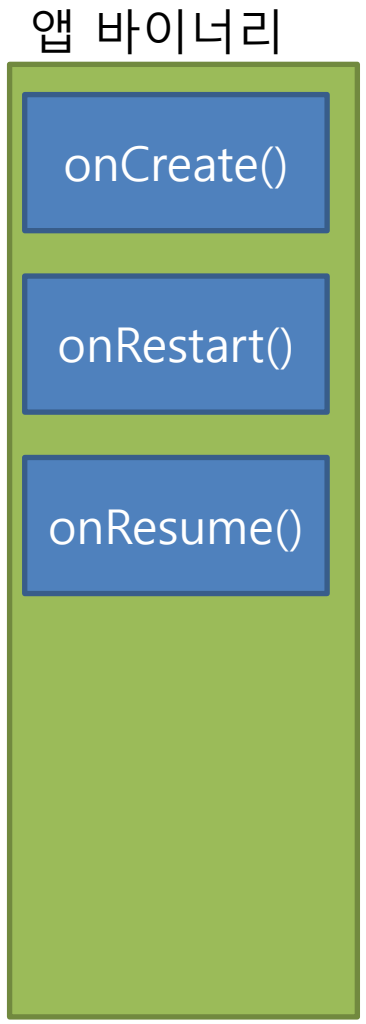 앱 바이너리
onCreate()
onRestart()
onResume()